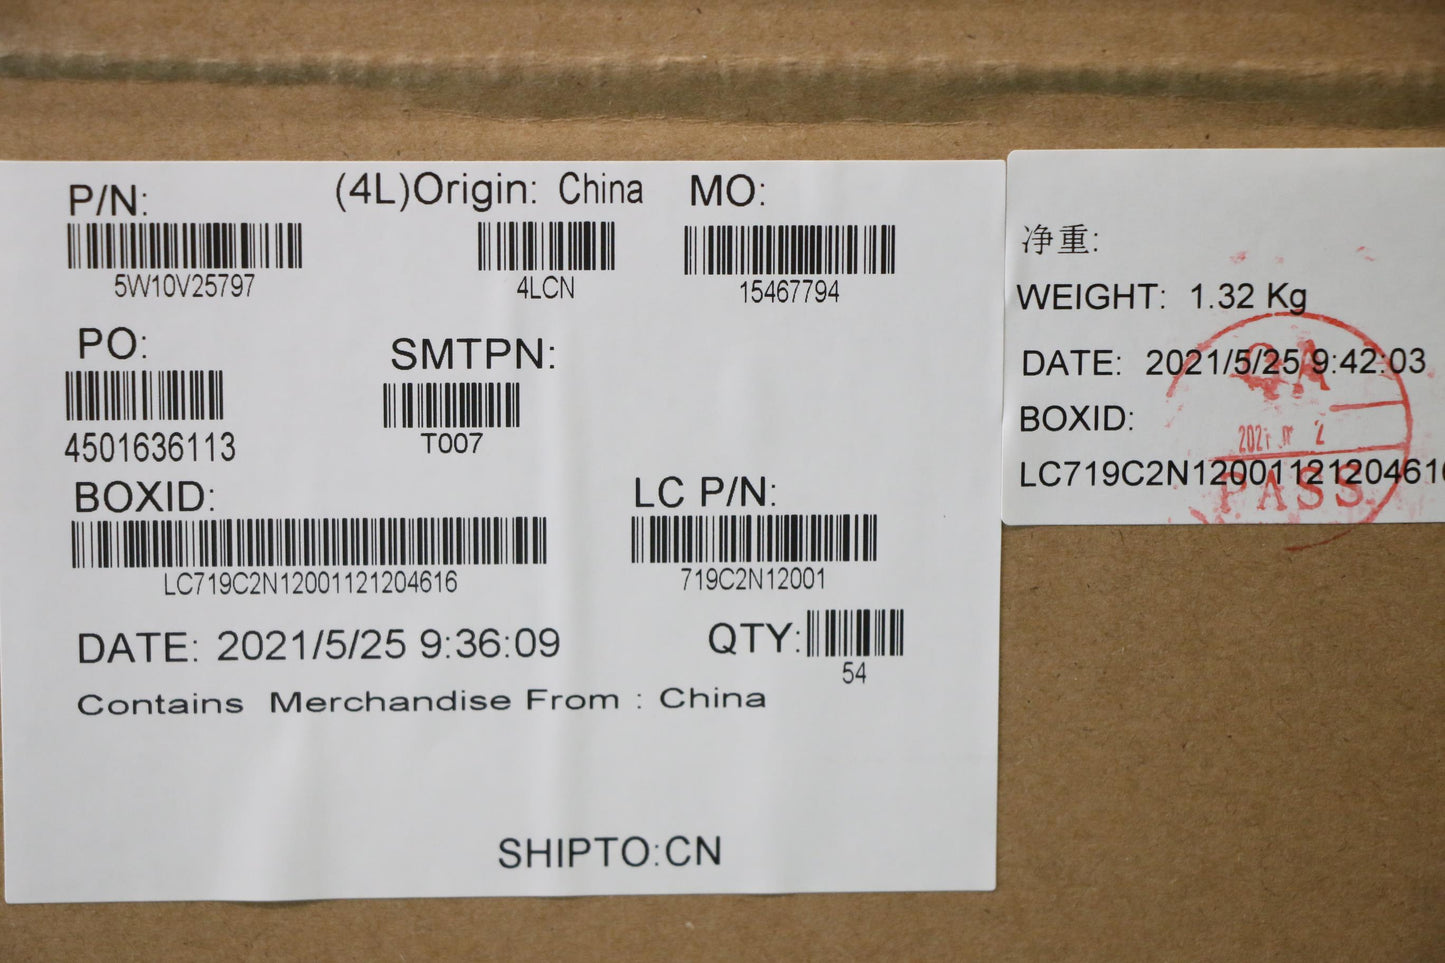 P/N:
(4L)Origin: China
MO:
5W10V25797
4LCN
15467794
PO:
SMTPN:
4501636113
T007
BOXID:
LC P/N:
LC719C2N12001121204616
719C2N12001
DATE: 2021/5/25 9:36:09
QTY:
54
Contains Merchandise From : China
SHIPTO:CN
净重:
WEIGHT: 1.32 Kg
DATE: 2021/5/25 9:42:03
BOXID:
LC719C2N1200112120461
QA
PASS